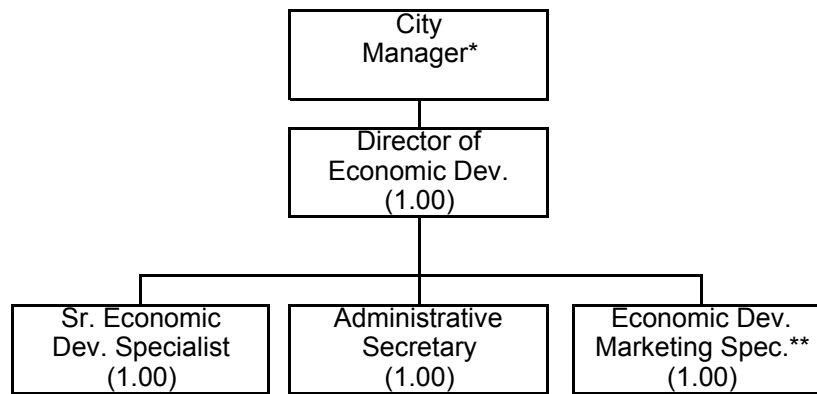 City
Manager*
Director of
Economic Dev.
(1.00)
Sr. Economic
Dev. Specialist
(1.00)
Administrative
Secretary
(1.00)
Economic Dev.
Marketing Spec.**
(1.00)